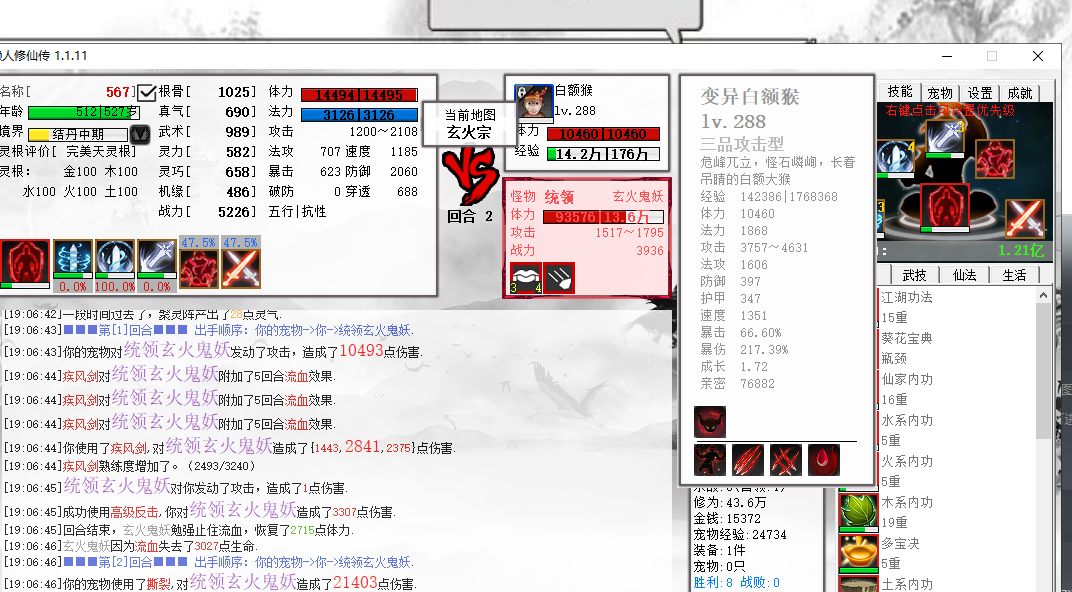 人修仙传 1.1.11
名称[ 567]
年龄 512|527岁
境界 结丹中期
灵根评价[ 完美天灵根]
灵根: 金100 木100
水100 火100 土100
根骨[ 1025]
真气[ 690]
武术[ 989]
灵力[ 582]
灵巧[ 658]
机缘[ 486]
战力[ 5226]
体力 14494|14495
法力 3126|3126
攻击 1200～2108
法攻 707 速度 1185
暴击 623 防御 2060
破防 0 穿透 688
五行|抗性
0.0% 100.0% 0.0% 47.5% 47.5%
当前地图
玄火宗
VS
回合 2
白额猴
lv.288
体力 10460|10460
经验 14.2万|176万
怪物 统领 玄火鬼妖
体力 93576|13.6万
攻击 1517～1795
战力 3936
3 4
变异白额猴
lv.288
三品攻击型
危峰兀立，怪石嶙峋，长着
吊睛的白额大猴
经验 142386|1768368
体力 10460
法力 1868
攻击 3757～4631
法攻 1606
防御 397
护甲 347
速度 1351
暴击 66.60%
暴伤 217.39%
成长 1.72
亲密 76882
技能 宠物 设置 成就
右键点击可设置优先级
1.21亿
武技 仙法 生活
江湖功法
15重
葵花宝典
瓶颈
仙家内功
16重
水系内功
5重
火系内功
5重
木系内功
19重
多宝决
5重
土系内功
[19:06:42]一段时间过去了，聚灵阵产出了28点灵气.
[19:06:43]■■■第[1]回合■■■ 出手顺序: 你的宠物->你->统领玄火鬼妖.
[19:06:43]你的宠物对统领玄火鬼妖发动了攻击，造成了10493点伤害.
[19:06:44]疾风剑对统领玄火鬼妖附加了5回合流血效果.
[19:06:44]疾风剑对统领玄火鬼妖附加了5回合流血效果.
[19:06:44]疾风剑对统领玄火鬼妖附加了5回合流血效果.
[19:06:44]你使用了疾风剑,对统领玄火鬼妖造成了{1443,2841,2375}点伤害.
[19:06:44]疾风剑熟练度增加了。（2493/3240）
[19:06:45]统领玄火鬼妖对你发动了攻击，造成了1点伤害.
[19:06:45]成功使用高级反击,你对统领玄火鬼妖造成了3307点伤害.
[19:06:45]回合结束，玄火鬼妖勉强止住流血，恢复了2715点体力.
[19:06:46]玄火鬼妖因为流血失去了3027点生命.
[19:06:46]■■■第[2]回合■■■ 出手顺序: 你的宠物->你->统领玄火鬼妖.
[19:06:46]你的宠物使用了撕裂,对统领玄火鬼妖造成了21403点伤害.
修为:43.6万
金钱:15372
宠物经验:24734
装备:1件
宠物:0只
胜利:8 战败:0